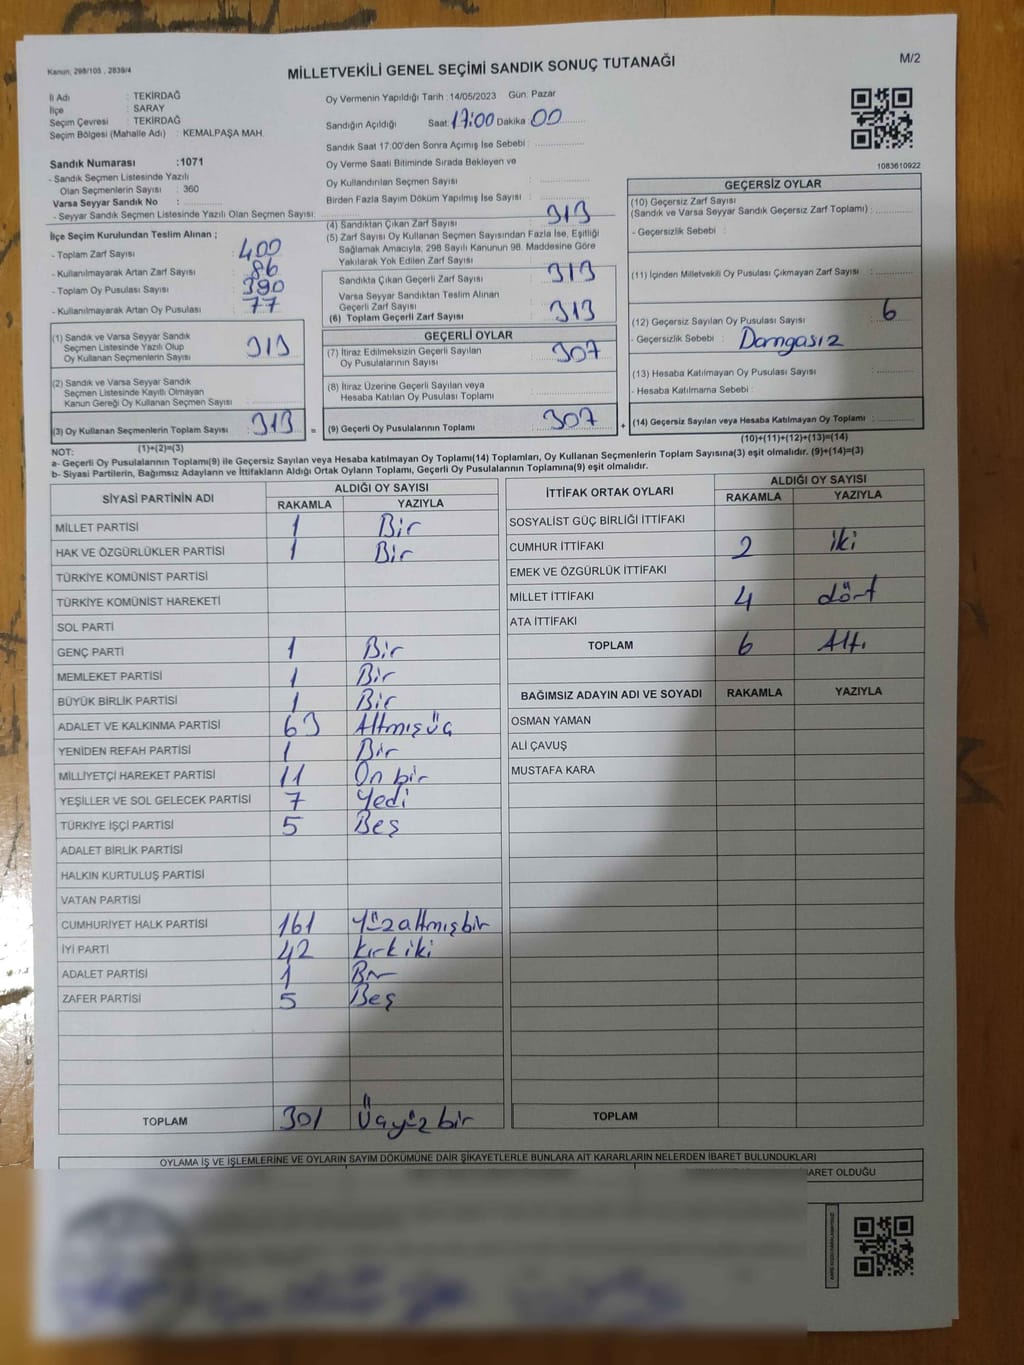 Kanun; 298/105 , 2839/4
MİLLETVEKİLİ GENEL SEÇİMİ SANDIK SONUÇ TUTANAĞI
M/2
İl Adı : TEKİRDAĞ
İlçe : SARAY
Seçim Çevresi : TEKİRDAĞ
Seçim Bölgesi (Mahalle Adı) : KEMALPAŞA MAH.
Oy Vermenin Yapıldığı Tarih :14/05/2023 Gün: Pazar
Sandığın Açıldığı Saat: 17:00 Dakika 00
Sandık Saat 17:00'den Sonra Açımış İse Sebebi :
Oy Verme Saati Bitiminde Sırada Bekleyen ve
Oy Kullandırılan Seçmen Sayısı :
Birden Fazla Sayım Döküm Yapılmış İse Sayısı :
Sandık Numarası :1071
- Sandık Seçmen Listesinde Yazılı
Olan Seçmenlerin Sayısı : 360
Varsa Seyyar Sandık No :
- Seyyar Sandık Seçmen Listesinde Yazılı Olan Seçmen Sayısı:
İlçe Seçim Kurulundan Teslim Alınan ;
- Toplam Zarf Sayısı : 400
- Kullanılmayarak Artan Zarf Sayısı : 86
- Toplam Oy Pusulası Sayısı : 390
- Kullanılmayarak Artan Oy Pusulası : 77
(1) Sandık ve Varsa Seyyar Sandık
Seçmen Listesinde Yazılı Olup
Oy Kullanan Seçmenlerin Sayısı : 313
(2) Sandık ve Varsa Seyyar Sandık
Seçmen Listesinde Kayıtlı Olmayan
Kanun Gereği Oy Kullanan Seçmen Sayısı :
(3) Oy Kullanan Seçmenlerin Toplam Sayısı : 313
(1)+(2)=(3)
(4) Sandıktan Çıkan Zarf Sayısı : 313
(5) Zarf Sayısı Oy Kullanan Seçmen Sayısından Fazla İse, Eşitliği
Sağlamak Amacıyla, 298 Sayılı Kanunun 98. Maddesine Göre
Yakılarak Yok Edilen Zarf Sayısı :
Sandıkta Çıkan Geçerli Zarf Sayısı : 313
Varsa Seyyar Sandıktan Teslim Alınan
Geçerli Zarf Sayısı :
(6) Toplam Geçerli Zarf Sayısı : 313
GEÇERLİ OYLAR
(7) İtiraz Edilmeksizin Geçerli Sayılan
Oy Pusulalarının Sayısı : 307
(8) İtiraz Üzerine Geçerli Sayılan veya
Hesaba Katılan Oy Pusulası Toplamı :
= (9) Geçerli Oy Pusulalarının Toplamı : 307 +
1083610922
GEÇERSİZ OYLAR
(10) Geçersiz Zarf Sayısı
(Sandık ve Varsa Seyyar Sandık Geçersiz Zarf Toplamı) :
- Geçersizlik Sebebi :
(11) İçinden Milletvekili Oy Pusulası Çıkmayan Zarf Sayısı :
(12) Geçersiz Sayılan Oy Pusulası Sayısı : 6
- Geçersizlik Sebebi : Damgasız
(13) Hesaba Katılmayan Oy Pusulası Sayısı :
- Hesaba Katılmama Sebebi :
(14) Geçersiz Sayılan veya Hesaba Katılmayan Oy Toplamı :
(10)+(11)+(12)+(13)=(14)
NOT:
a- Geçerli Oy Pusulalarının Toplamı(9) ile Geçersiz Sayılan veya Hesaba katılmayan Oy Toplamı(14) Toplamları, Oy Kullanan Seçmenlerin Toplam Sayısına(3) eşit olmalıdır. (9)+(14)=(3)
b- Siyasi Partilerin, Bağımsız Adayların ve İttifakların Aldığı Ortak Oyların Toplamı, Geçerli Oy Pusulalarının Toplamına(9) eşit olmalıdır.
SİYASİ PARTİNİN ADI ALDIĞI OY SAYISI
RAKAMLA YAZIYLA
MİLLET PARTİSİ 1 Bir
HAK VE ÖZGÜRLÜKLER PARTİSİ 1 Bir
TÜRKİYE KOMÜNİST PARTİSİ
TÜRKİYE KOMÜNİST HAREKETİ
SOL PARTİ
GENÇ PARTİ 1 Bir
MEMLEKET PARTİSİ 1 Bir
BÜYÜK BİRLİK PARTİSİ 1 Bir
ADALET VE KALKINMA PARTİSİ 63 Altmışüç
YENİDEN REFAH PARTİSİ 1 Bir
MİLLİYETÇİ HAREKET PARTİSİ 11 On bir
YEŞİLLER VE SOL GELECEK PARTİSİ 7 Yedi
TÜRKİYE İŞÇİ PARTİSİ 5 Beş
ADALET BİRLİK PARTİSİ
HALKIN KURTULUŞ PARTİSİ
VATAN PARTİSİ
CUMHURİYET HALK PARTİSİ 161 Yüzaltmışbir
İYİ PARTİ 42 Kırkiki
ADALET PARTİSİ 1 Bir
ZAFER PARTİSİ 5 Beş
TOPLAM 301 Üçyüz bir
İTTİFAK ORTAK OYLARI ALDIĞI OY SAYISI
RAKAMLA YAZIYLA
SOSYALİST GÜÇ BİRLİĞİ İTTİFAKI
CUMHUR İTTİFAKI 2 iki
EMEK VE ÖZGÜRLÜK İTTİFAKI
MİLLET İTTİFAKI 4 dört
ATA İTTİFAKI
TOPLAM 6 Altı
BAĞIMSIZ ADAYIN ADI VE SOYADI RAKAMLA YAZIYLA
OSMAN YAMAN
ALİ ÇAVUŞ
MUSTAFA KARA
TOPLAM
OYLAMA İŞ VE İŞLEMLERİNE VE OYLARIN SAYIM DÖKÜMÜNE DAİR ŞİKAYETLERLE BUNLARA AİT KARARLARIN NELERDEN İBARET BULUNDUKLARI
BARET OLDUĞU